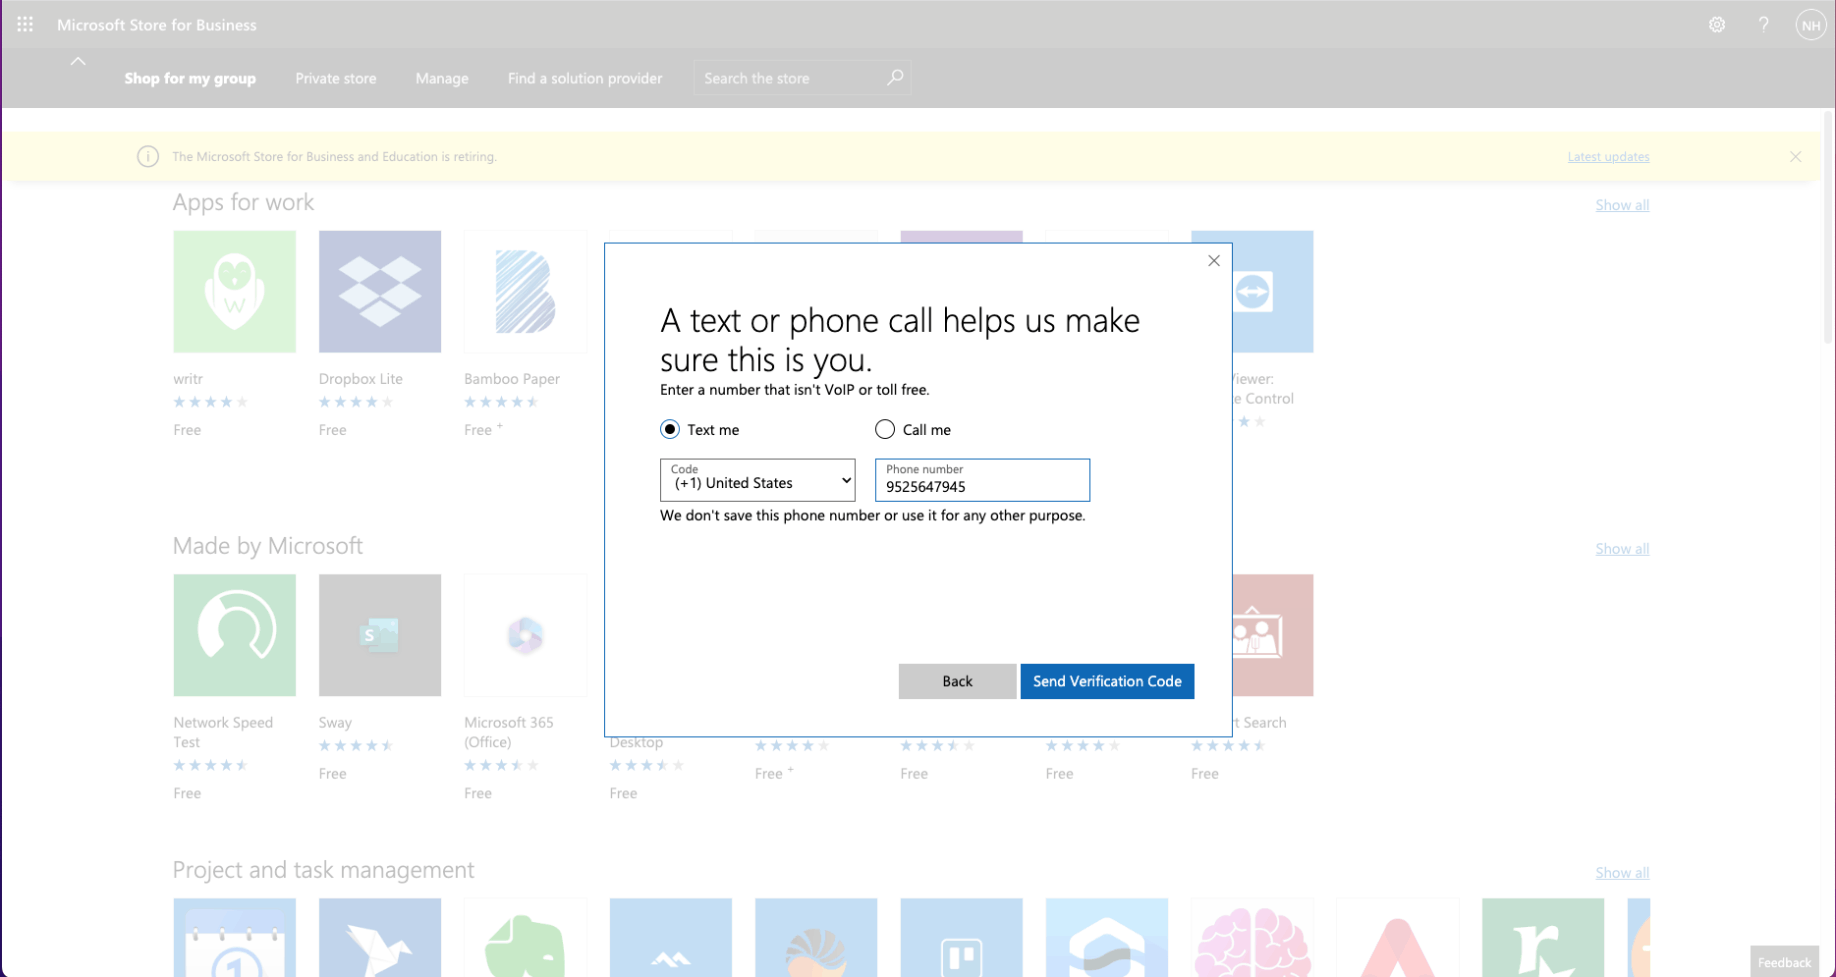 Microsoft Store for Business
NH
Shop for my group
Private store
Manage
Find a solution provider
Search the store
The Microsoft Store for Business and Education is retiring.
Latest updates
Apps for work
Show all
W
writr
Free
Dropbox Lite
Free
Bamboo Paper
Free +
iewer:
e Control
A text or phone call helps us make
sure this is you.
Enter a number that isn't VoIP or toll free.
Text me
Call me
Code
(+1) United States
Phone number
9525647945
We don't save this phone number or use it for any other purpose.
Back
Send Verification Code
Made by Microsoft
Show all
Network Speed
Test
Free
S
Sway
Free
Microsoft 365
(Office)
Free
Desktop
Free
Free +
Free
Free
t Search
Free
Project and task management
Show all
1
r
Feedback